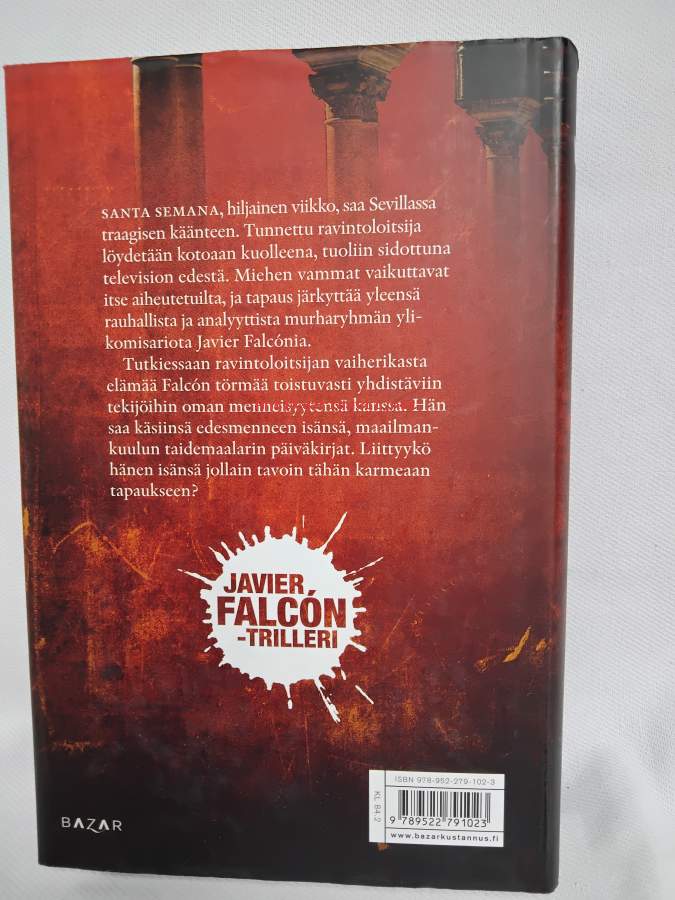 SANTA SEMANA, hiljainen viikko, saa Sevillassa
traagisen käänteen. Tunnettu ravintoloitsija
löydetään kotoaan kuolleena, tuoliin sidottuna
television edestä. Miehen vammat vaikuttavat
itse aiheutetuilta, ja tapaus järkyttää yleensä
rauhallista ja analyyttista murharyhmän yli-
komisariota Javier Falcónia.
Tutkiessaan ravintoloitsijan vaiherikasta
elämää Falcón törmää toistuvasti yhdistäviin
tekijöihin oman menneisyytensä kanssa. Hän
saa käsiinsä edesmenneen isänsä, maailman-
kuulun taidemaalarin päiväkirjat. Liittyykö
hänen isänsä jollain tavoin tähän karmeaan
tapaukseen?
JAVIER
FALCÓN
-TRILLERI
BAZAR
KL 84.2
ISBN 978-952-279-102-3
9 789522 791023
www.bazarkustannus.fi